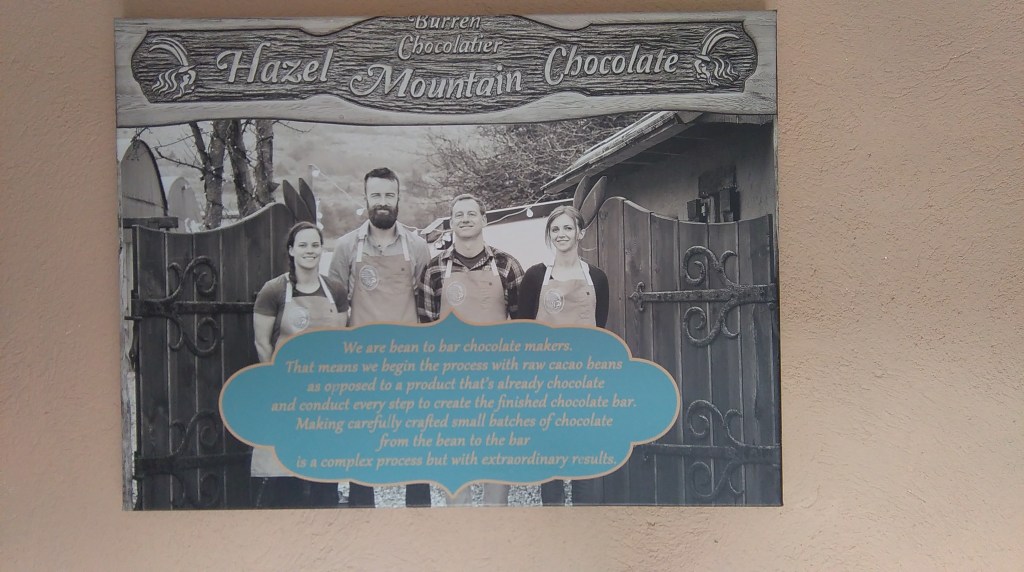 Burren
Chocolatier
Hazel Mountain Chocolate
We are bean to bar chocolate makers.
That means we begin the process with raw cacao beans
as opposed to a product that's already chocolate
and conduct every step to create the finished chocolate bar.
Making carefully crafted small batches of chocolate
from the bean to the bar
is a complex process but with extraordinary results.